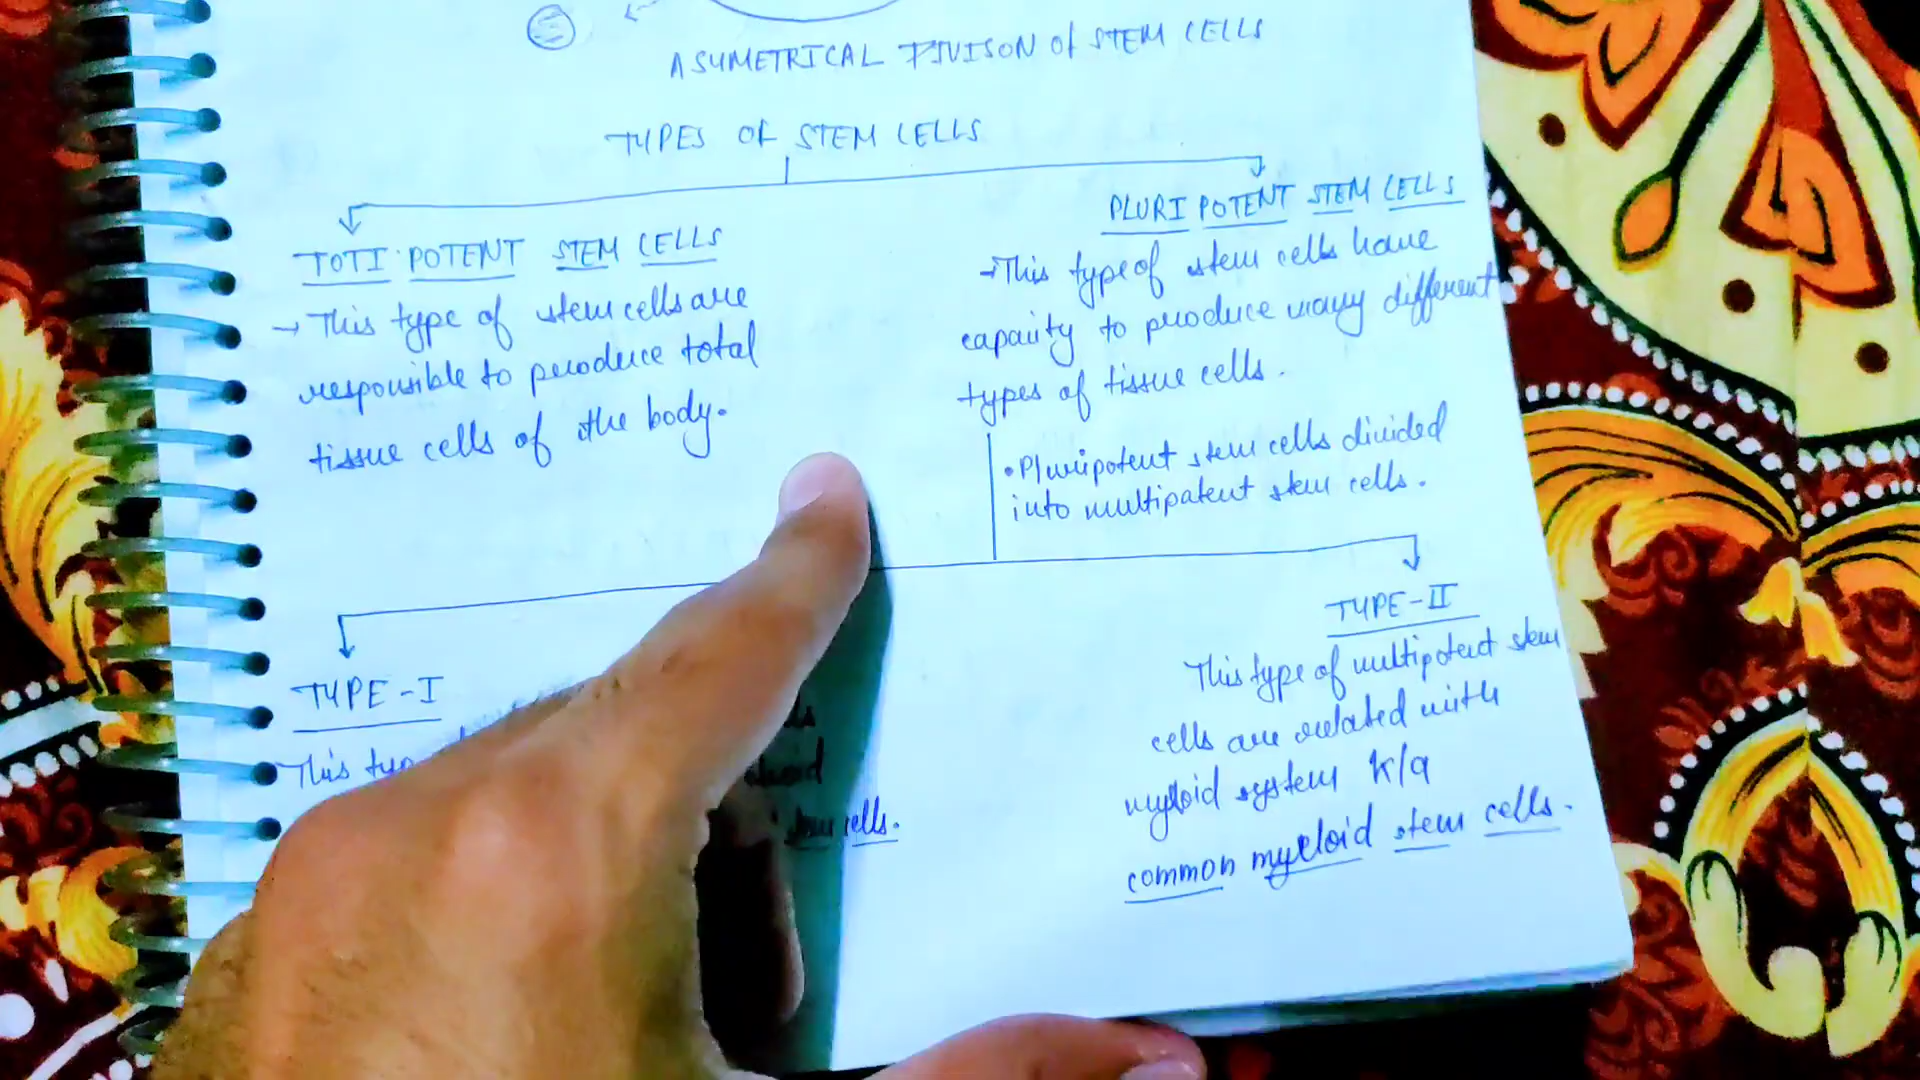 ASUMETRICAL DIVISON Of STEM CELLS
TYPES OF STEM CELLS
TOTI POTENT STEM CELLS
→ This type of stem cells are
responsible to produce total
tissue cells of the body.
PLURI POTENT STEM CELLS
→ This type of stem cells have
capacity to produce many different
types of tissue cells.
• Pluripotent stem cells divided
into multipatent stem cells.
TYPE-I
This
cells.
TYPE-II
This type of multipotent stem
cells are related with
myloid system K/a
common myeloid stem cells.